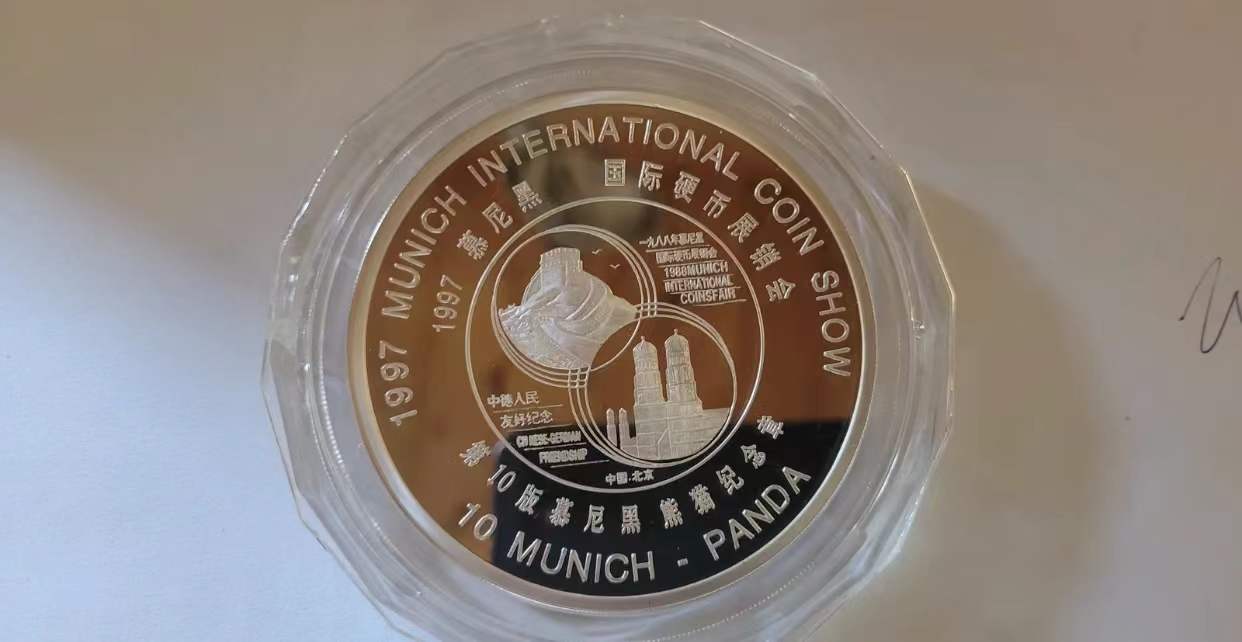 1997 MUNICH INTERNATIONAL COIN SHOW
1997 慕尼黑 国际硬币展销会
一九八八年慕尼黑
国际硬币展销会
1988MUNICH
INTERNATIONAL
COINSFAIR
中德人民
友好纪念
CHINESE-GERMAN
FRIENDSHIP
中国.北京
第10版慕尼黑熊猫纪念章
10 MUNICH - PANDA